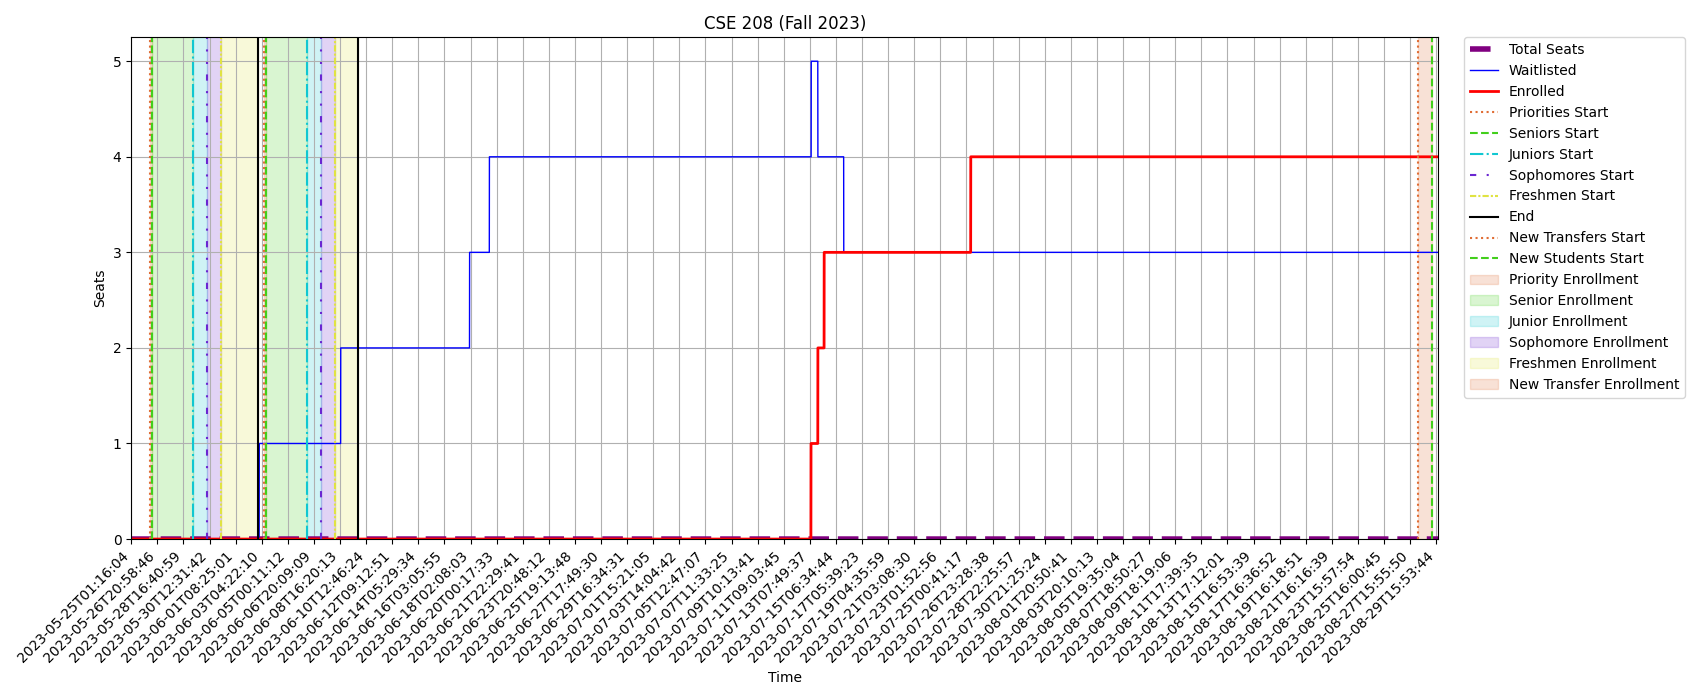 CSE 208 (Fall 2023)
Seats
5
4
3
2
1
0
2023-05-25T01:16:04
2023-05-26T20:58:46
2023-05-28T16:40:59
2023-05-30T12:31:42
2023-06-01T08:25:01
2023-06-03T04:22:10
2023-06-05T00:11:12
2023-06-06T20:09:09
2023-06-08T16:20:13
2023-06-10T12:46:24
2023-06-12T09:12:51
2023-06-14T05:29:34
2023-06-16T03:05:55
2023-06-18T02:08:03
2023-06-20T00:17:33
2023-06-21T22:29:41
2023-06-23T20:48:12
2023-06-25T19:13:48
2023-06-27T17:49:30
2023-06-29T16:34:31
2023-07-01T15:21:05
2023-07-03T14:04:42
2023-07-05T12:47:07
2023-07-07T11:33:25
2023-07-09T10:13:41
2023-07-11T09:03:45
2023-07-13T07:49:37
2023-07-15T06:34:44
2023-07-17T05:39:23
2023-07-19T04:35:59
2023-07-21T03:08:30
2023-07-23T01:52:56
2023-07-25T00:41:17
2023-07-26T23:28:38
2023-07-28T22:25:57
2023-07-30T21:25:24
2023-08-01T20:50:41
2023-08-03T20:10:13
2023-08-05T19:35:04
2023-08-07T18:50:27
2023-08-09T18:19:06
2023-08-11T17:39:35
2023-08-13T17:12:01
2023-08-15T16:53:39
2023-08-17T16:36:52
2023-08-19T16:18:51
2023-08-21T16:16:39
2023-08-23T15:57:54
2023-08-25T16:00:45
2023-08-27T15:55:50
2023-08-29T15:53:44
Time
Total Seats
Waitlisted
Enrolled
Priorities Start
Seniors Start
Juniors Start
Sophomores Start
Freshmen Start
End
New Transfers Start
New Students Start
Priority Enrollment
Senior Enrollment
Junior Enrollment
Sophomore Enrollment
Freshmen Enrollment
New Transfer Enrollment